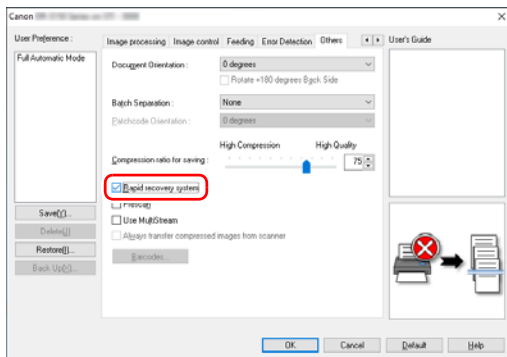 Canon
User Preference :
Full Automatic Mode
Save(Y)...
Delete(J)
Restore(I)...
Back Up(X)...
Image processing Image control Feeding Error Detection Others
User's Guide
Document Orientation : 0 degrees
Rotate +180 degrees Back Side
Batch Separation : None
Patchcode Orientation : 0 degrees
High Compression High Quality
Compression ratio for saving : 75
Rapid recovery system
Prescan
Use MultiStream
Always transfer compressed images from scanner
Barcodes...
OK Cancel Default Help